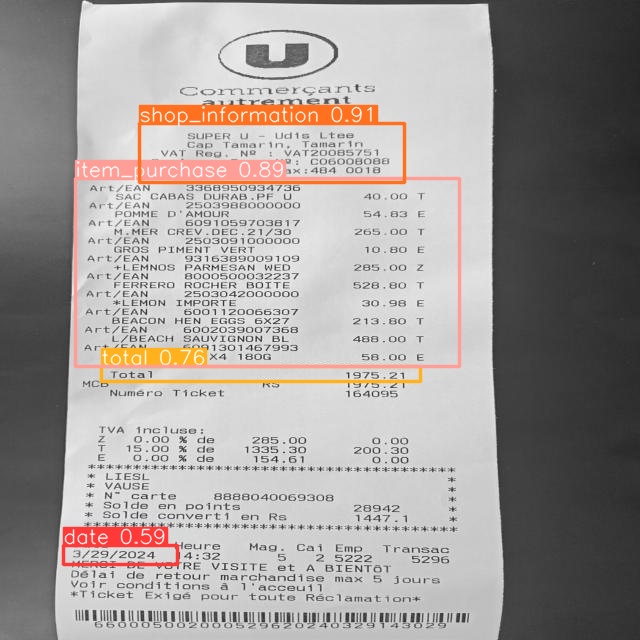 U
Commerçants
autrement
shop_information 0.91
SUPER U - Udis Ltee
Cap Tamarin, Tamarin
VAT Reg. Nº : VAT20085751
Nº: C06008088
ax:484 0018
item_purchase 0.89
Art/EAN 3368950934736
SAC CABAS DURAB.PF U 40.00 T
Art/EAN 2503988000000
POMME D'AMOUR 54.83 E
Art/EAN 6091059703817
M.MER CREV.DEC.21/30 265.00 T
Art/EAN 2503091000000
GROS PIMENT VERT 10.80 E
Art/EAN 9316389009109
+LEMNOS PARMESAN WED 285.00 Z
Art/EAN 8000500032237
FERRERO ROCHER BOITE 528.80 T
Art/EAN 2503042000000
*LEMON IMPORTE 30.98 E
Art/EAN 6001120066307
BEACON HEN EGGS 6X27 213.80 T
Art/EAN 6002039007368
L/BEACH SAUVIGNON BL 488.00 T
Art/EAN 6091301467993
X4 180G 58.00 E
total 0.76
Total 1975.21
MCB RS 1975.21
Numéro Ticket 164095
TVA incluse:
Z 0.00 % de 285.00 0.00
T 15.00 % de 1335.30 200.30
E 0.00 % de 154.61 0.00
* LIESL *
* VAUSE *
* N° carte 8888040069308 *
* Solde en points 28942 *
* Solde converti en Rs 1447.1 *
date 0.59
Heure Mag. Cai Emp Transac
3/29/2024 14:32 5 2 5222 5296
MERCI DE VOTRE VISITE et A BIENTÔT
Délai de retour marchandise max 5 jours
Voir conditions à l'acceuil
*Ticket Exigé pour toute Réclamation*
660005002000529620240329143029